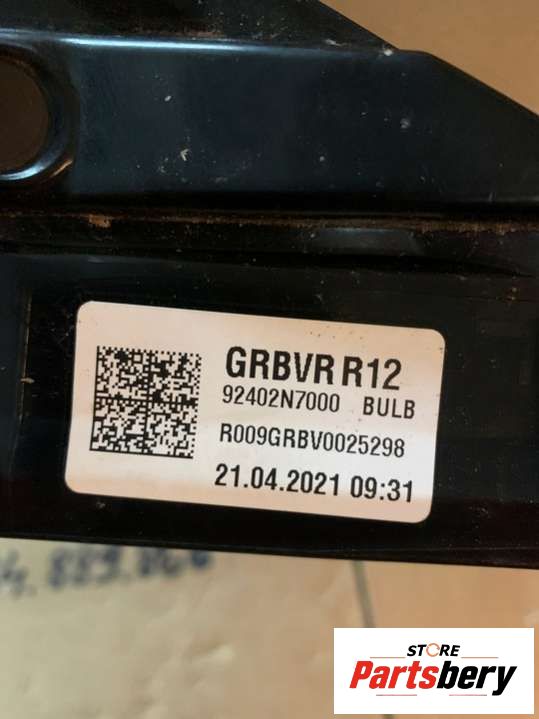 GRBVR R12
92402N7000 BULB
R009GRBV0025298
21.04.2021 09:31
STORE
Partsbery